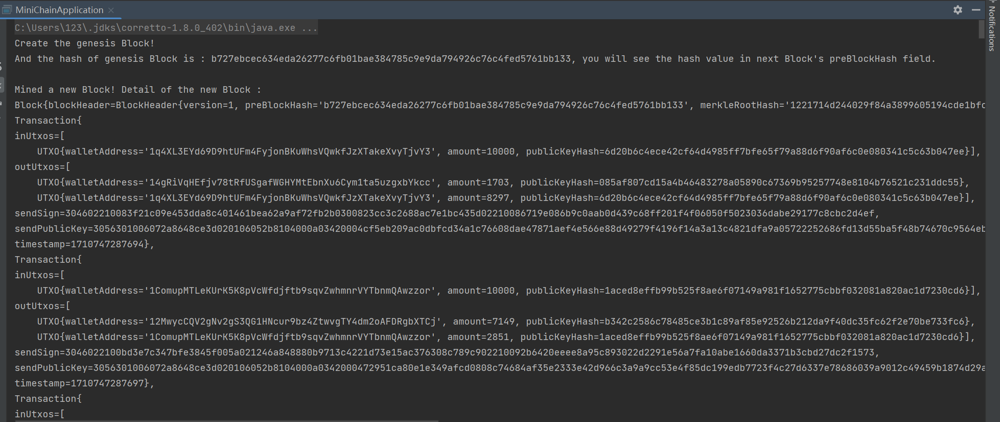 MiniChainApplication
Notifications
C:\Users\123\.jdks\corretto-1.8.0_402\bin\java.exe ...
Create the genesis Block!
And the hash of genesis Block is : b727ebcec634eda26277c6fb01bae384785c9e9da794926c76c4fed5761bb133, you will see the hash value in next Block's preBlockHash field.
Mined a new Block! Detail of the new Block :
Block{blockHeader=BlockHeader{version=1, preBlockHash='b727ebcec634eda26277c6fb01bae384785c9e9da794926c76c4fed5761bb133', merkleRootHash='1221714d244029f84a3899605194cde1bfc
Transaction{
inUtxos=[
UTXO{walletAddress='1q4XL3EYd69D9htUFm4FyjonBKuWhsVQwkfJzXTakeXvyTjvY3', amount=10000, publicKeyHash=6d20b6c4ece42cf64d4985ff7bfe65f79a88d6f90af6c0e080341c5c63b047ee}],
outUtxos=[
UTXO{walletAddress='14gRiVqHEfjv78tRfUSgafWGHYMtEbnXu6Cym1ta5uzgxbYkcc', amount=1703, publicKeyHash=085af807cd15a4b46483278a05890c67369b95257748e8104b76521c231ddc55},
UTXO{walletAddress='1q4XL3EYd69D9htUFm4FyjonBKuWhsVQwkfJzXTakeXvyTjvY3', amount=8297, publicKeyHash=6d20b6c4ece42cf64d4985ff7bfe65f79a88d6f90af6c0e080341c5c63b047ee}],
sendSign=304602210083f21c09e453dda8c401461bea62a9af72fb2b0300823cc3c2688ac7e1bc435d02210086719e086b9c0aab0d439c68ff201f4f06050f5023036dabe29177c8cbc2d4ef,
sendPublicKey=3056301006072a8648ce3d020106052b8104000a03420004cf5eb209ac0dbfcd34a1c76608dae47871aef4e566e88d49279f4196f14a3a13c4821dfa9a05722252686fd13d55ba5f48b74670c9564eb
timestamp=1710747287694},
Transaction{
inUtxos=[
UTXO{walletAddress='1ComupMTLeKUrK5K8pVcWfdjftb9sqvZwhmnrVYTbnmQAwzzor', amount=10000, publicKeyHash=1aced8effb99b525f8ae6f07149a981f1652775cbbf032081a820ac1d7230cd6}],
outUtxos=[
UTXO{walletAddress='12MwycCQV2gNv2gS3QG1HNcur9bz4ZtwvgTY4dm2oAFDRgbXTCj', amount=7149, publicKeyHash=b342c2586c78485ce3b1c89af85e92526b212da9f40dc35fc62f2e70be733fc6},
UTXO{walletAddress='1ComupMTLeKUrK5K8pVcWfdjftb9sqvZwhmnrVYTbnmQAwzzor', amount=2851, publicKeyHash=1aced8effb99b525f8ae6f07149a981f1652775cbbf032081a820ac1d7230cd6}],
sendSign=3046022100bd3e7c347bfe3845f005a021246a848880b9713c4221d73e15ac376308c789c902210092b6420eeee8a95c893022d2291e56a7fa10abe1660da3371b3cbd27dc2f1573,
sendPublicKey=3056301006072a8648ce3d020106052b8104000a0342000472951ca80e1e349afcd0808c74684af35e2333e42d966c3a9a9cc53e4f85dc199edb7723f4c27d6337e78686039a9012c49459b1874d29a
timestamp=1710747287697},
Transaction{
inUtxos=[